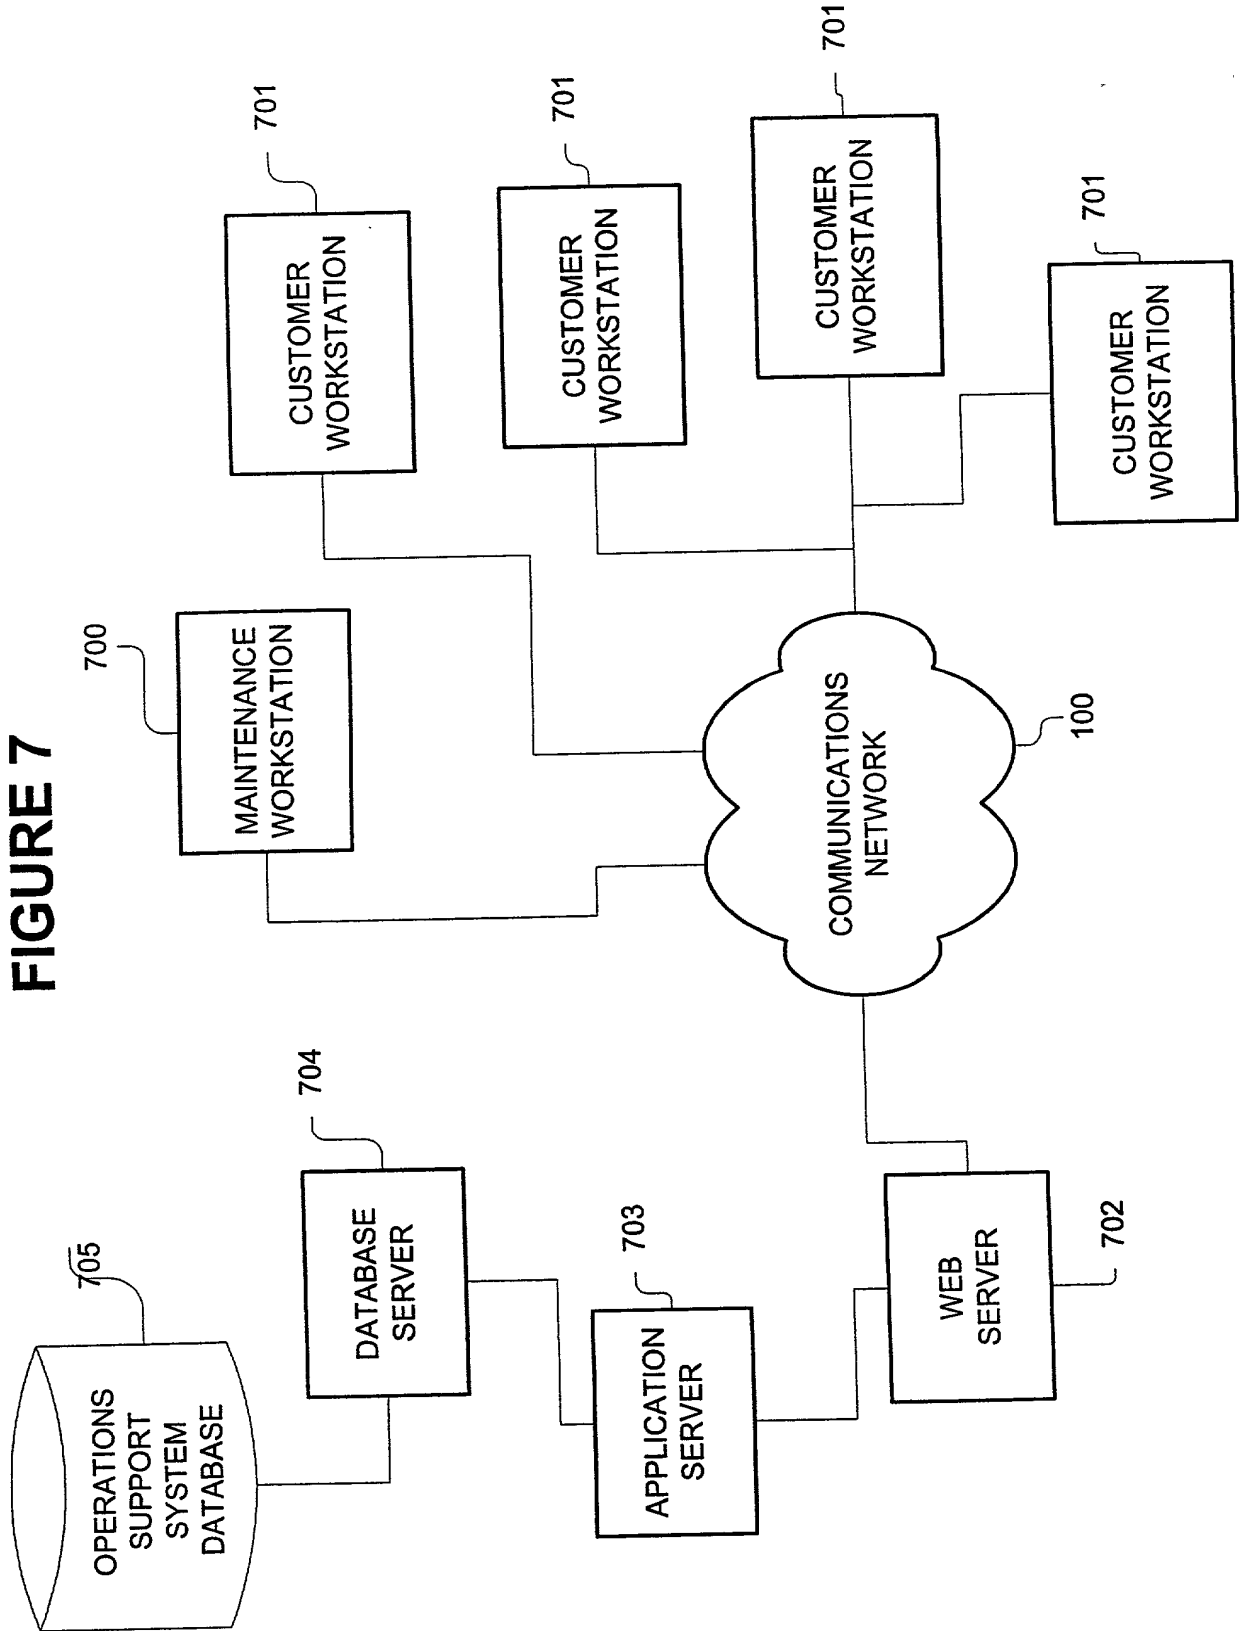 FIGURE 7
OPERATIONS
SUPPORT
SYSTEM
DATABASE
705
DATABASE
SERVER
704
APPLICATION
SERVER
703
WEB
SERVER
702
MAINTENANCE
WORKSTATION
700
COMMUNICATIONS
NETWORK
100
CUSTOMER
WORKSTATION
701
CUSTOMER
WORKSTATION
701
CUSTOMER
WORKSTATION
701
CUSTOMER
WORKSTATION
701